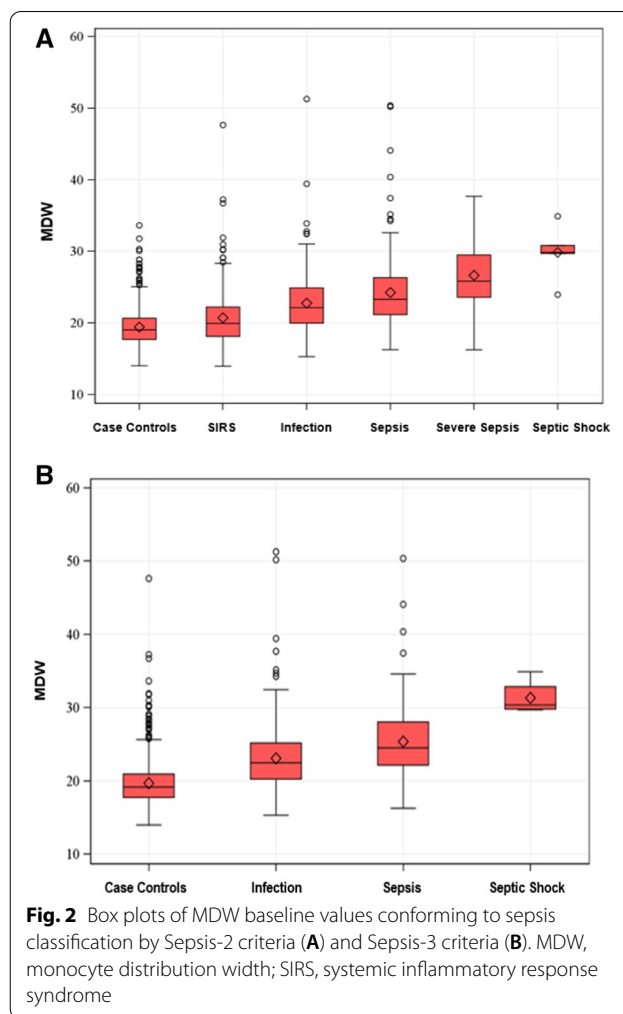 A
60
50
40
30
20
10
MDW
Case Controls SIRS Infection Sepsis Severe Sepsis Septic Shock
B
60
50
40
30
20
10
MDW
Case Controls Infection Sepsis Septic Shock
Fig. 2 Box plots of MDW baseline values conforming to sepsis
classification by Sepsis-2 criteria (A) and Sepsis-3 criteria (B). MDW,
monocyte distribution width; SIRS, systemic inflammatory response
syndrome